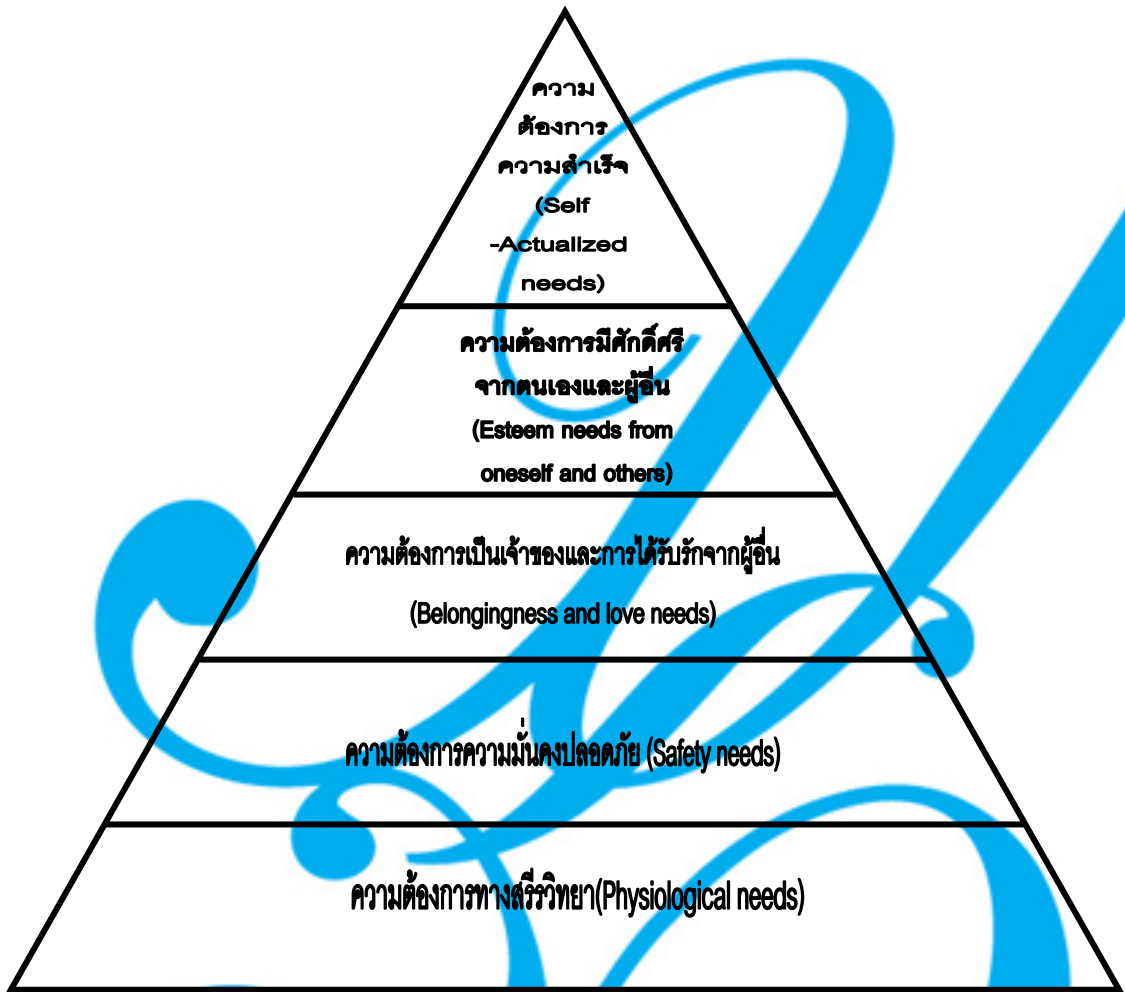 ความ
ต้องการ
ความสำเร็จ
(Self
-Actualized
needs)
ความต้องการมีศักดิ์ศรี
จากตนเองและผู้อื่น
(Esteem needs from
oneself and others)
ความต้องการเป็นเจ้าของและการได้รับรักจากผู้อื่น
(Belongingness and love needs)
ความต้องการความมั่นคงปลอดภัย (Safety needs)
ความต้องการทางสรีรวิทยา(Physiological needs)